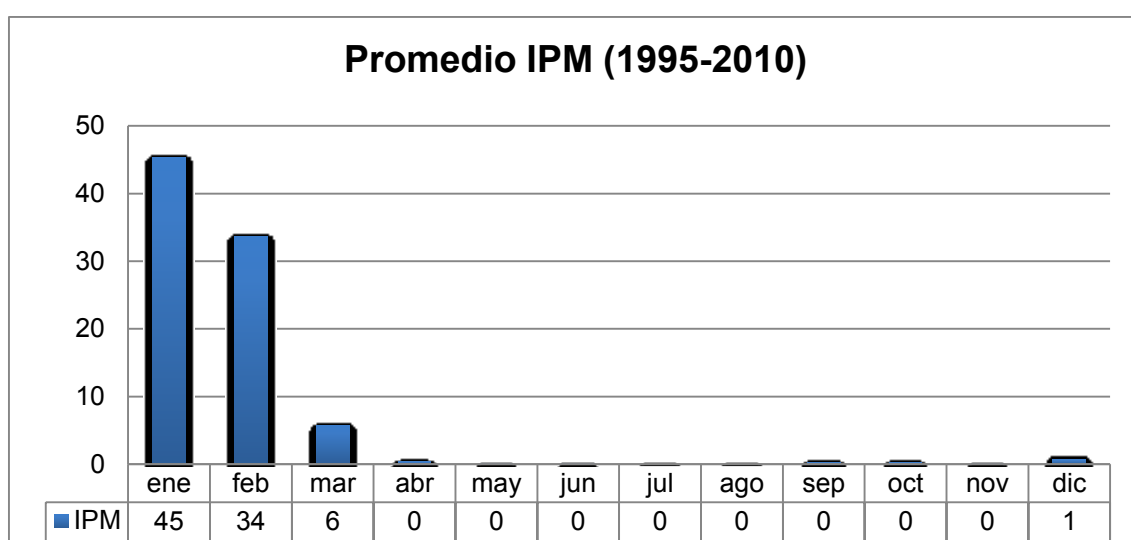 Promedio IPM (1995-2010)
50
40
30
20
10
0
ene feb mar abr may jun jul ago sep oct nov dic
IPM 45 34 6 0 0 0 0 0 0 0 0 1